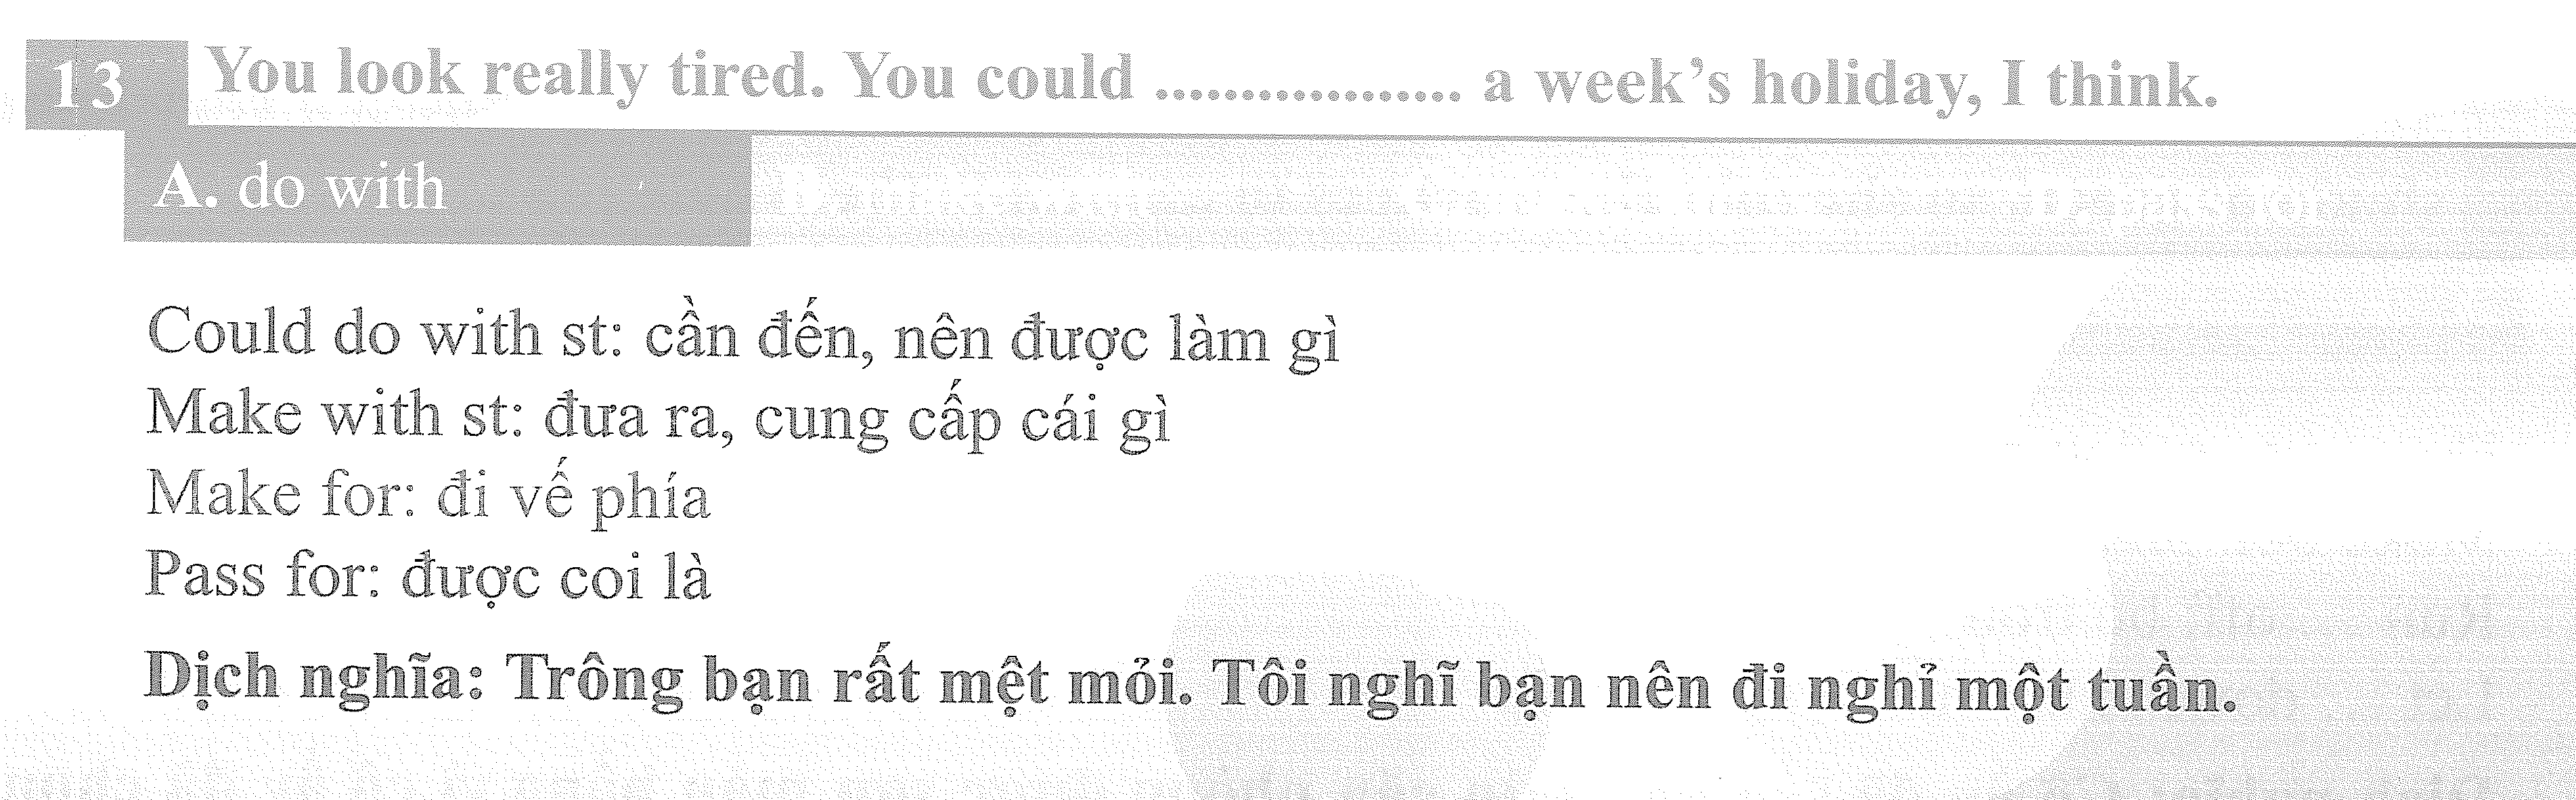 13 You look really tired. You could ................. a week's holiday, I think.
A. do with D. pass for
Could do with st: cần đến, nên được làm gì
Make with st: đưa ra, cung cấp cái gì
Make for: đi vế phía
Pass for: được coi là
Dịch nghĩa: Trông bạn rất mệt mỏi. Tôi nghĩ bạn nên đi nghỉ một tuần.